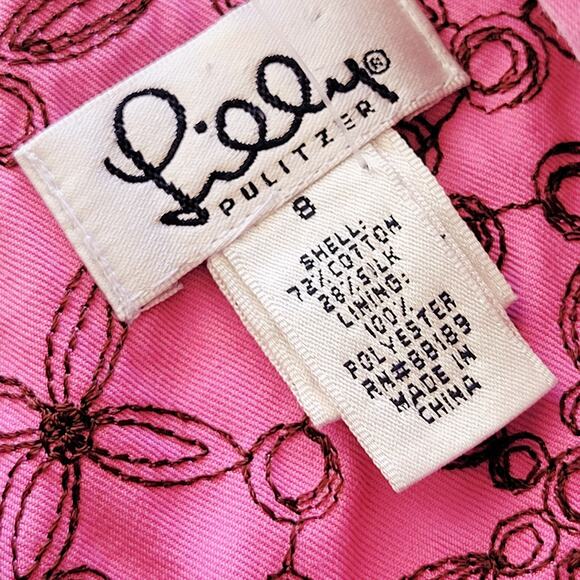 Lilly®
PULITZER
8
SHELL:
72%COTTON
28%SILK
LINING:
100%
POLYESTER
RN#88189
MADE IN
CHINA